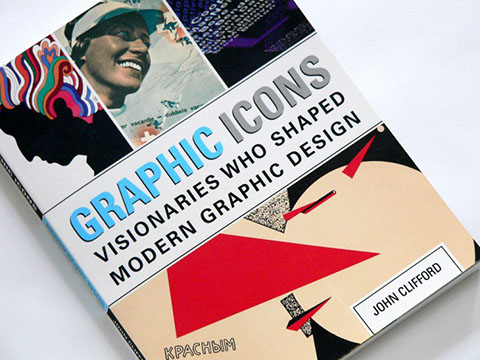 GRAPHIC ICONS
VISIONARIES WHO SHAPED
MODERN GRAPHIC DESIGN
КРАСНЫМ
JOHN CLIFFORD